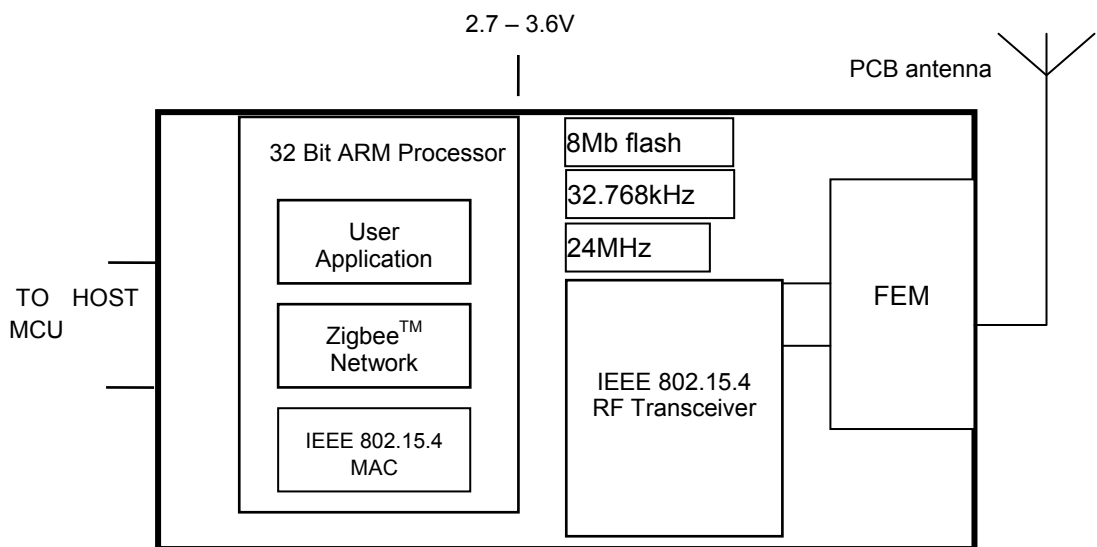 2.7 – 3.6V
PCB antenna
32 Bit ARM Processor
8Mb flash
32.768kHz
24MHz
User
Application
Zigbee™
Network
IEEE 802.15.4
MAC
IEEE 802.15.4
RF Transceiver
FEM
TO HOST
MCU